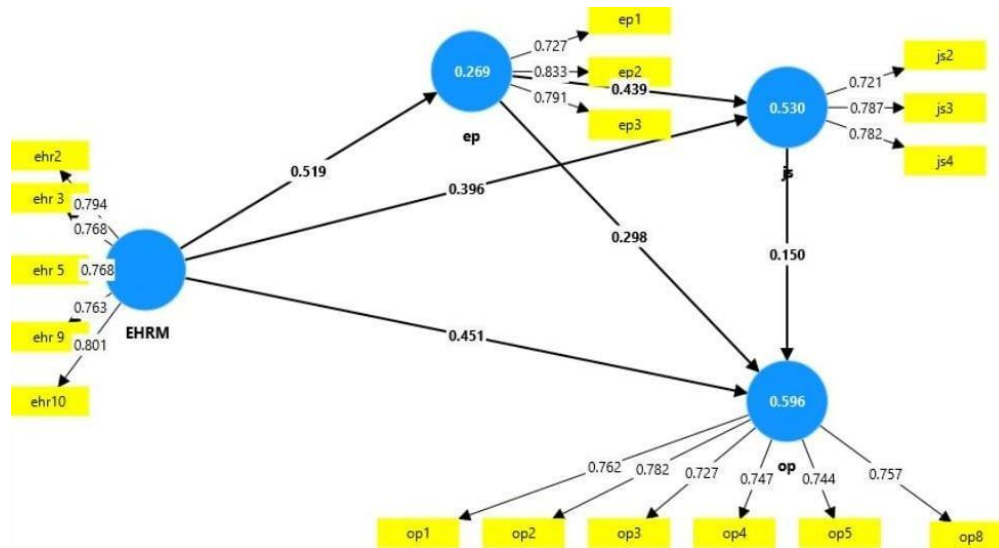 ep1
0.727
0.269
0.833
ep2
0.439
0.791
ep3
ep
js2
0.721
0.530
0.787
js3
0.782
js4
js
0.519
0.396
ehr2
0.794
ehr 3
0.768
ehr 5
0.768
0.763
ehr 9
0.801
ehr10
EHRM
0.298
0.150
0.451
0.596
op
0.762
0.782
0.727
0.747
0.744
0.757
op1
op2
op3
op4
op5
op8